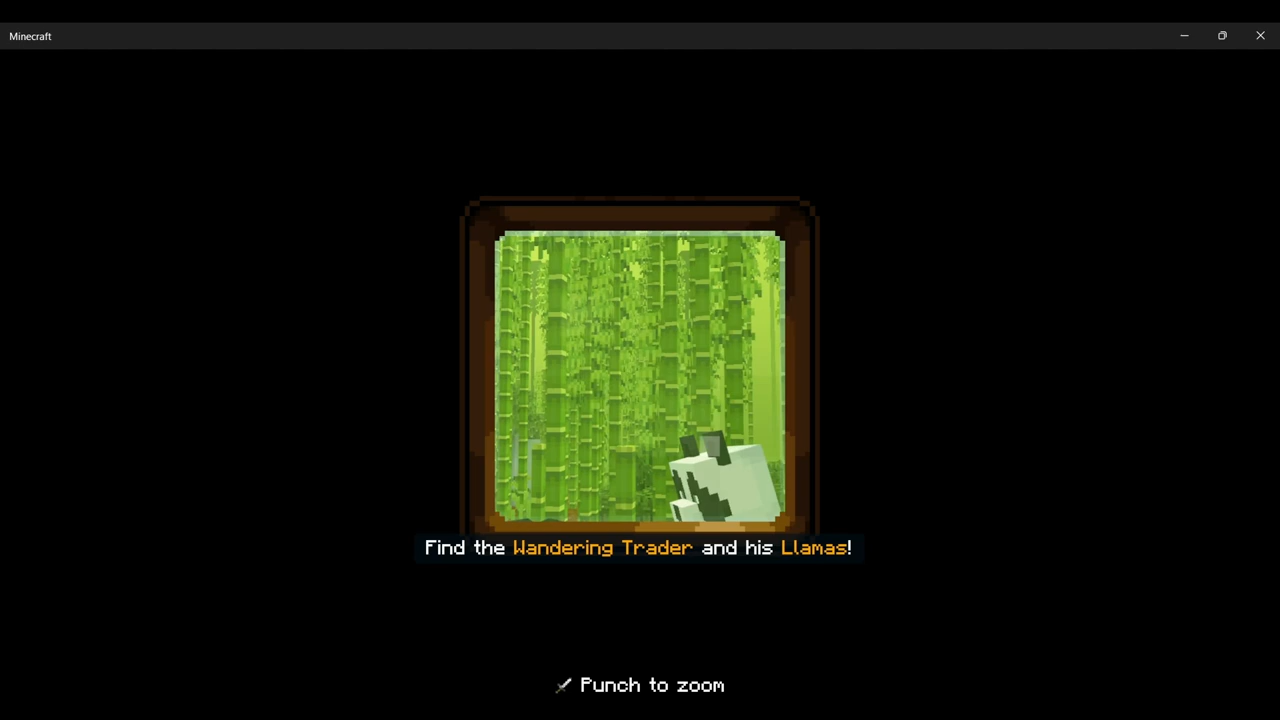 Minecraft
Find the Wandering Trader and his Llamas!
Punch to zoom